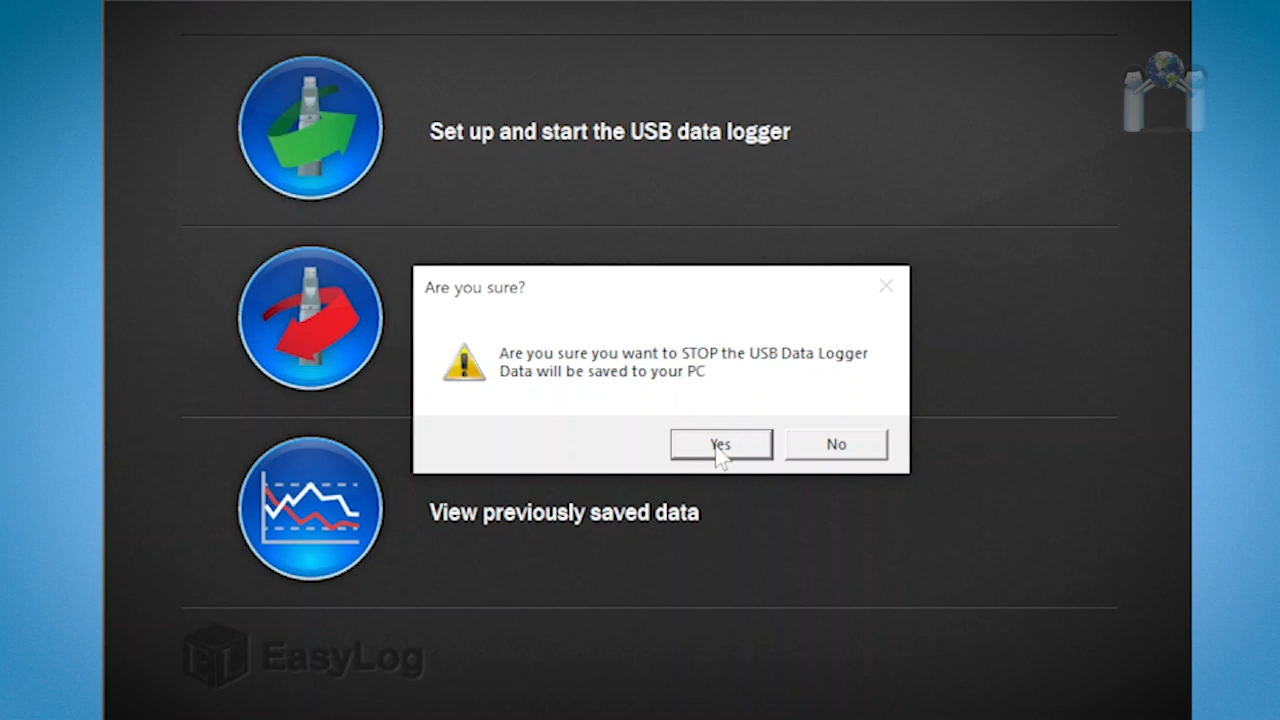 Set up and start the USB data logger
Are you sure?
Are you sure you want to STOP the USB Data Logger
Data will be saved to your PC
Yes
No
View previously saved data
EL EasyLog